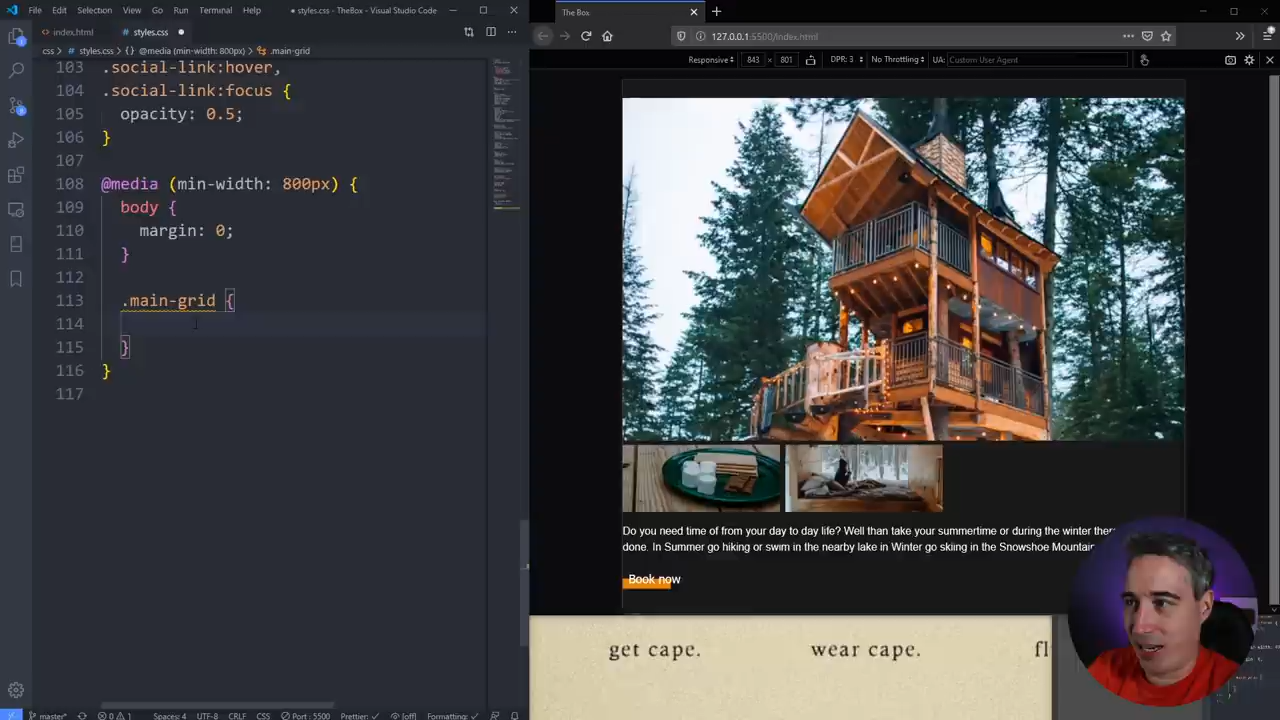 File Edit Selection View Go Run Terminal Help ● styles.css - TheBox - Visual Studio Code
The Box
index.html
styles.css
127.0.0.1:5500/index.html
css > styles.css > {} @media (min-width: 800px) > .main-grid
Responsive 843 × 801 DPR: 3 No Throttling UA: Custom User Agent
103 .social-link:hover,
104 .social-link:focus {
105 opacity: 0.5;
106 }
107
108 @media (min-width: 800px) {
109 body {
110 margin: 0;
111 }
112
113 .main-grid {
114
115 }
116 }
117
Do you need time of from your day to day life? Well than take your summertime or during the winter
done. In Summer go hiking or swim in the nearby lake in Winter go skiing in the Snowshoe
Book now
get cape. wear cape. fl
master* 0 1 Spaces: 4 UTF-8 CRLF CSS Port : 5500 Prettier: ✓ [off] Formatting: ✓